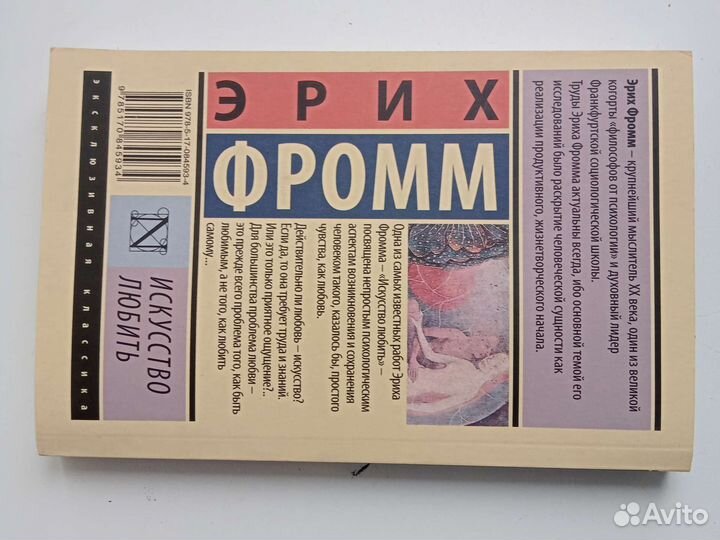 Эрих Фромм – крупнейший мыслитель XX века, один из великой
когорты «философов от психологии» и духовный лидер
Франкфуртской социологической школы.
Труды Эриха Фромма актуальны всегда, ибо основной темой его
исследований было раскрытие человеческой сущности как
реализации продуктивного, жизнетворческого начала.
ЭРИХ
ФРОММ
Одна из самых известных работ Эриха
Фромма – «Искусство любить» –
посвящена непростым психологическим
аспектам возникновения и сохранения
человеком такого, казалось бы, простого
чувства, как любовь.
Действительно ли любовь – искусство?
Если да, то она требует труда и знаний.
Или это только приятное ощущение?..
Для большинства проблема любви –
это прежде всего проблема того, как быть
любимым, а не того, как любить
самому...
ISBN 978-5-17-084593-4
9 785170 845934
ИСКУССТВО
ЛЮБИТЬ
эксклюзивная классика
Avito